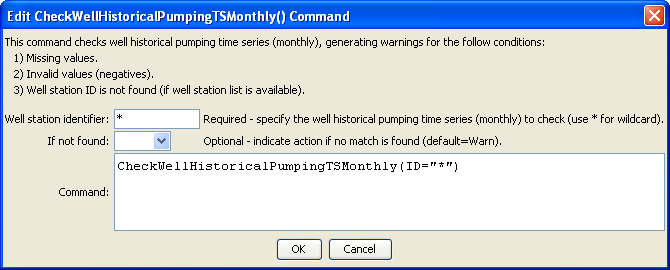 Edit CheckWellHistoricalPumpingTSMonthly() Command
This command checks well historical pumping time series (monthly), generating warnings for the follow conditions:
1) Missing values.
2) Invalid values (negatives).
3) Well station ID is not found (if well station list is available).
Well station identifier: * Required - specify the well historical pumping time series (monthly) to check (use * for wildcard).
If not found: Optional - indicate action if no match is found (default=Warn).
CheckWellHistoricalPumpingTSMonthly(ID="*")
Command:
OK Cancel